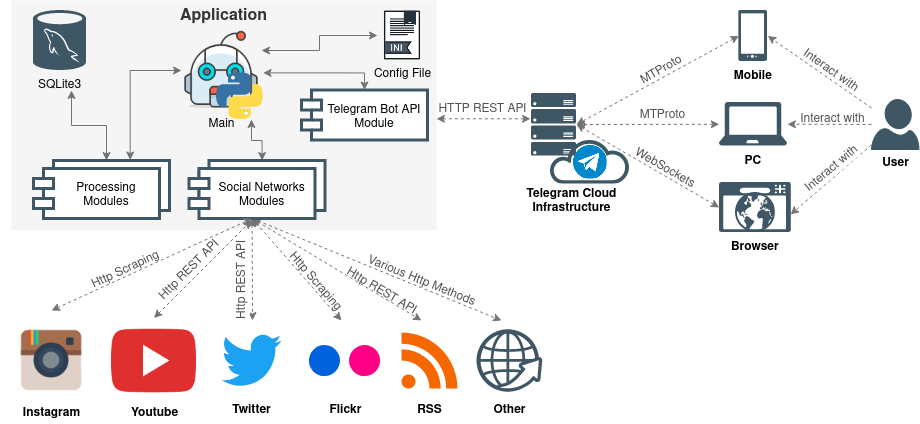 Application
SQLite3
Main
INI
Config File
Telegram Bot API
Module
Processing
Modules
Social Networks
Modules
HTTP REST API
Telegram Cloud
Infrastructure
MTProto
MTProto
WebSockets
Mobile
PC
Browser
Interact with
Interact with
Interact with
User
Http Scraping
Http REST API
Http REST API
Http Scraping
Http REST API
Various Http Methods
Instagram
Youtube
Twitter
Flickr
RSS
Other